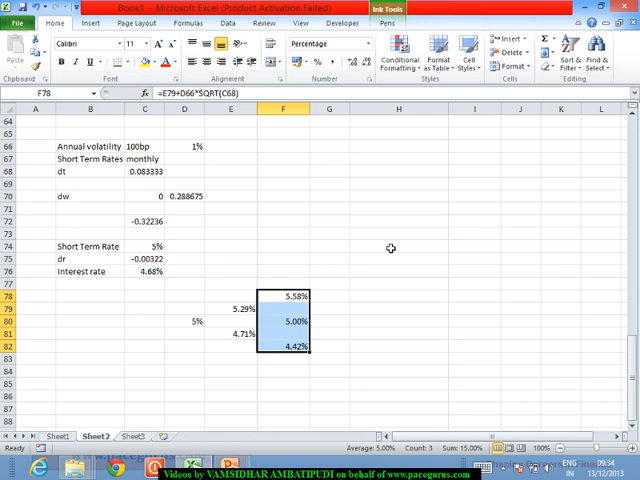 Book1 - Microsoft Excel (Product Activation Failed)
Ink Tools
File Home Insert Page Layout Formulas Data Review View Developer Pens
Calibri 11
Paste
B I U
General
$ % ,
Conditional Formatting
Format as Table
Cell Styles
Insert
Delete
Format
Sort & Filter
Find & Select
Clipboard Font Alignment Number Styles Cells Editing
F78 fx =E79+D66*SQRT(C68)
A B C D E F G H I J K L
64
65
66 Annual volatility 100bp 1%
67 Short Term Rates monthly
68 dt 0.083333
69
70 dw 0 0.288675
71
72 -0.32236
73
74 Short Term Rate 5%
75 dr -0.00322
76 Interest rate 4.68%
77
78 5.58%
79 5.29%
80 5% 5.00%
81 4.71%
82 4.42%
83
84
85
86
87
88
Sheet1 Sheet2 Sheet3
Ready Average: 5.00% Count: 3 Sum: 15.00% 100%
Videos by VAMSIDHAR AMBATIPUDI on behalf of www.pacegurus.com
ENG
IN
09:34
13/12/2013